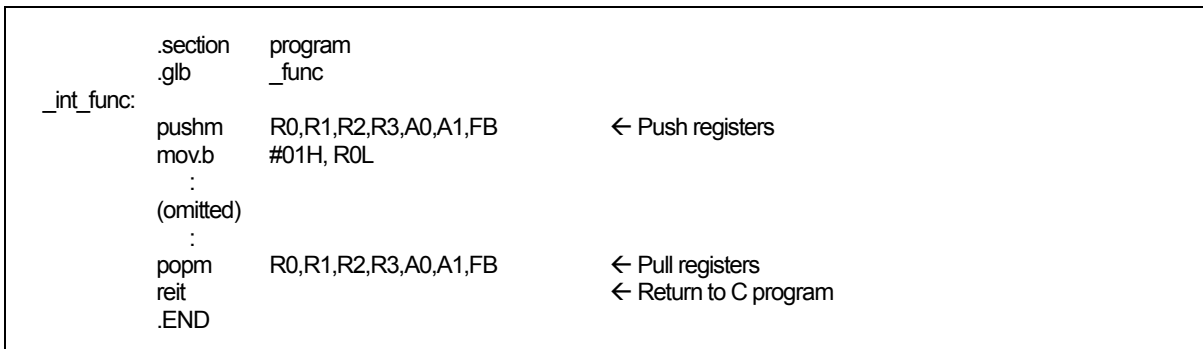 .section program
.glb _func
_int_func:
pushm R0,R1,R2,R3,A0,A1,FB ← Push registers
mov.b #01H, R0L
:
(omitted)
:
popm R0,R1,R2,R3,A0,A1,FB ← Pull registers
reit ← Return to C program
.END